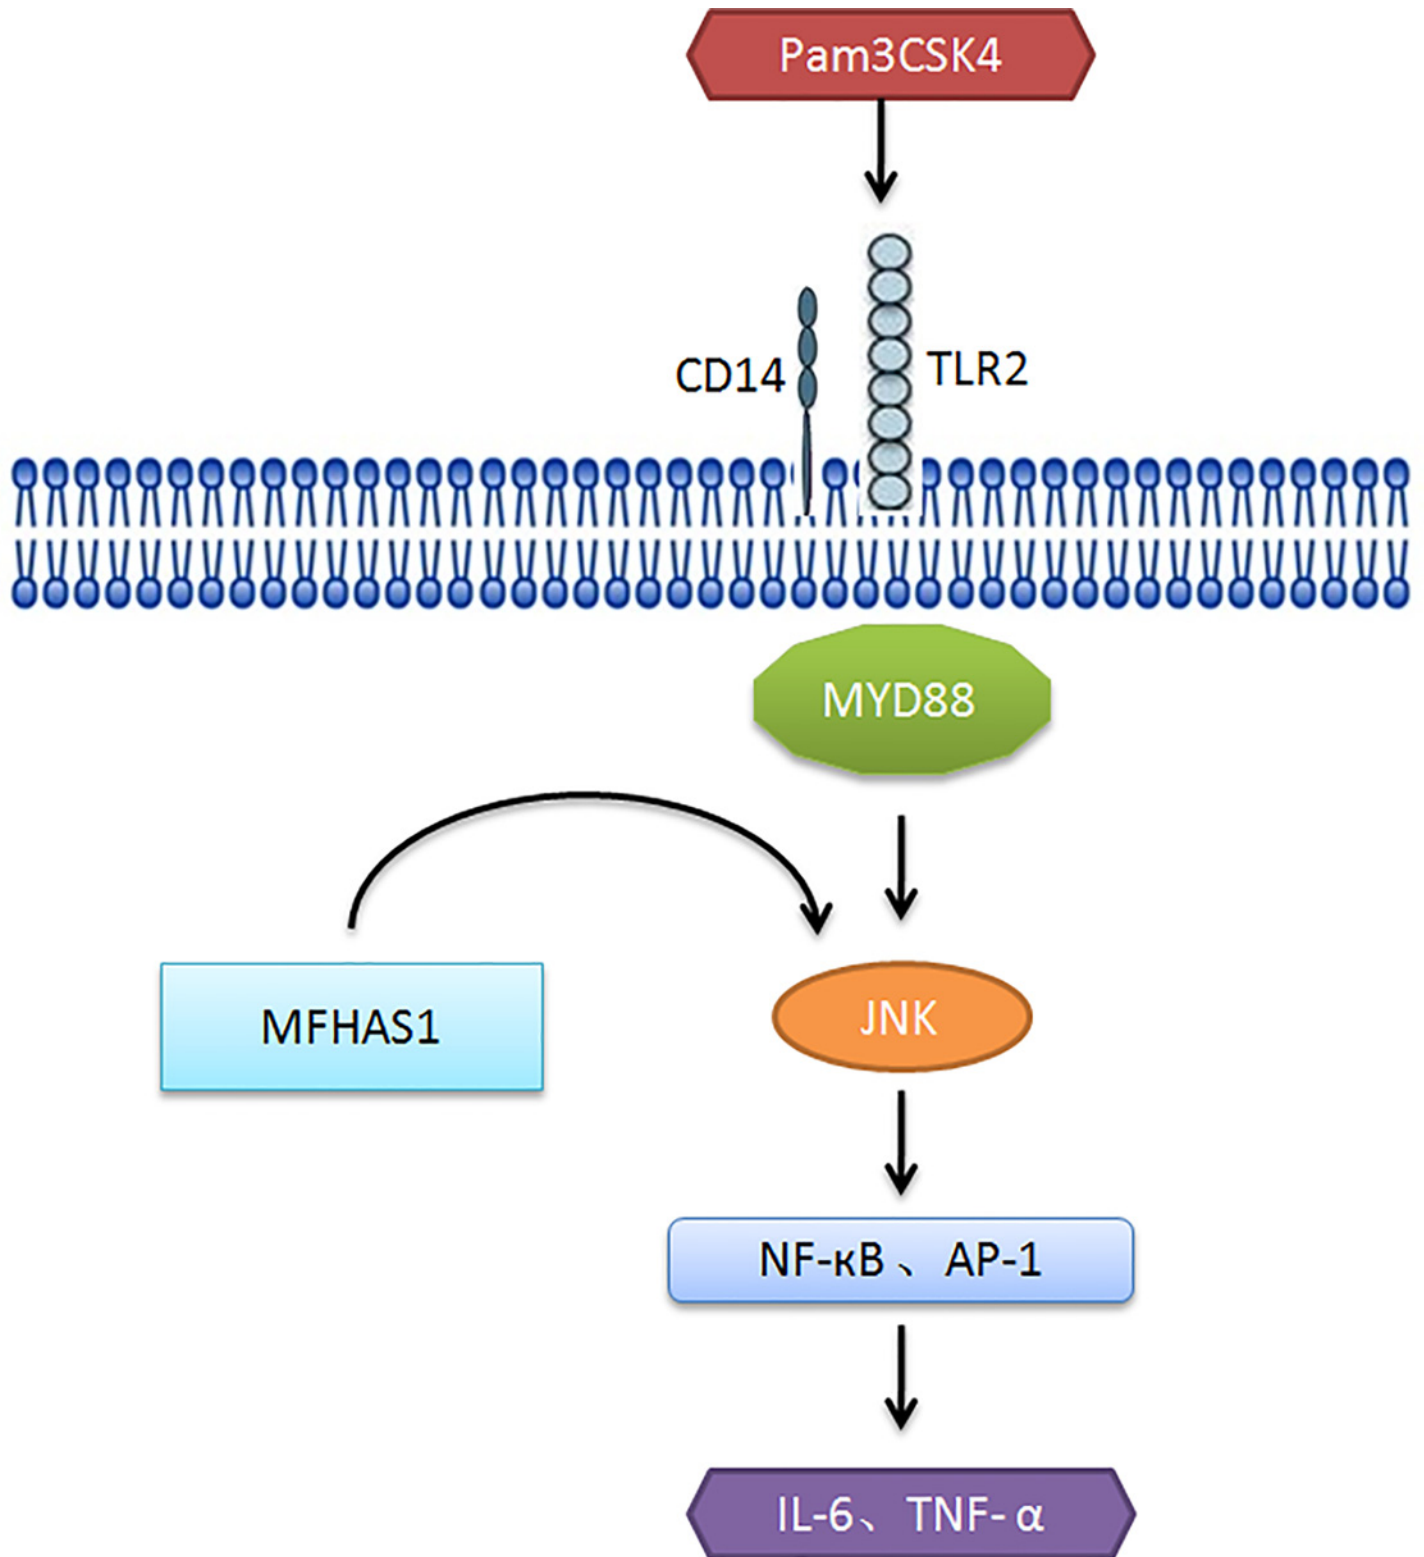 Pam3CSK4
CD14
TLR2
MYD88
MFHAS1
JNK
NF-κB、AP-1
IL-6、TNF-α